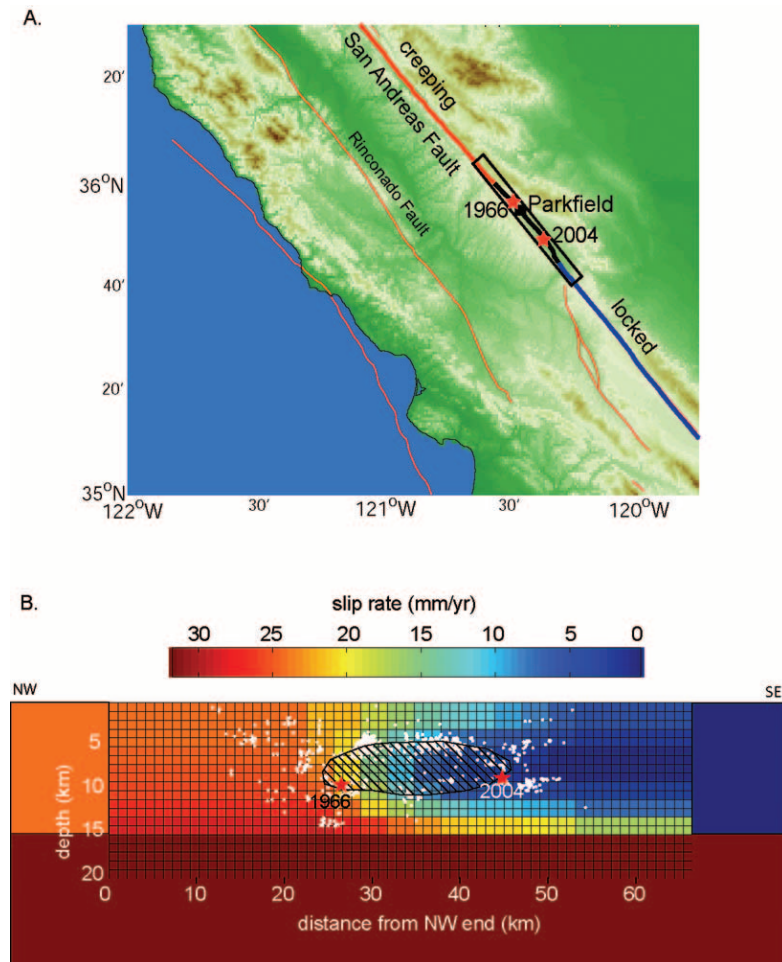 A.
20'
36°N
40'
20'
35°N
122°W
30'
121°W
30'
120°W
creeping
San Andreas Fault
Rinconado Fault
1966
Parkfield
2004
locked
B.
slip rate (mm/yr)
30 25 20 15 10 5 0
NW
SE
5
10
15
20
depth (km)
1966
2004
0 10 20 30 40 50 60
distance from NW end (km)